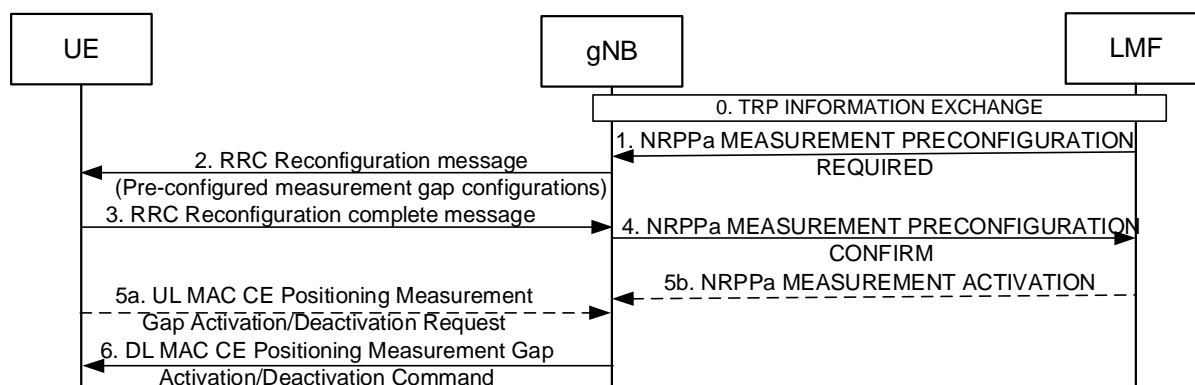 UE
gNB
LMF
0. TRP INFORMATION EXCHANGE
1. NRPPa MEASUREMENT PRECONFIGURATION
REQUIRED
2. RRC Reconfiguration message
(Pre-configured measurement gap configurations)
3. RRC Reconfiguration complete message
4. NRPPa MEASUREMENT PRECONFIGURATION
CONFIRM
5a. UL MAC CE Positioning Measurement
Gap Activation/Deactivation Request
5b. NRPPa MEASUREMENT ACTIVATION
6. DL MAC CE Positioning Measurement Gap
Activation/Deactivation Command